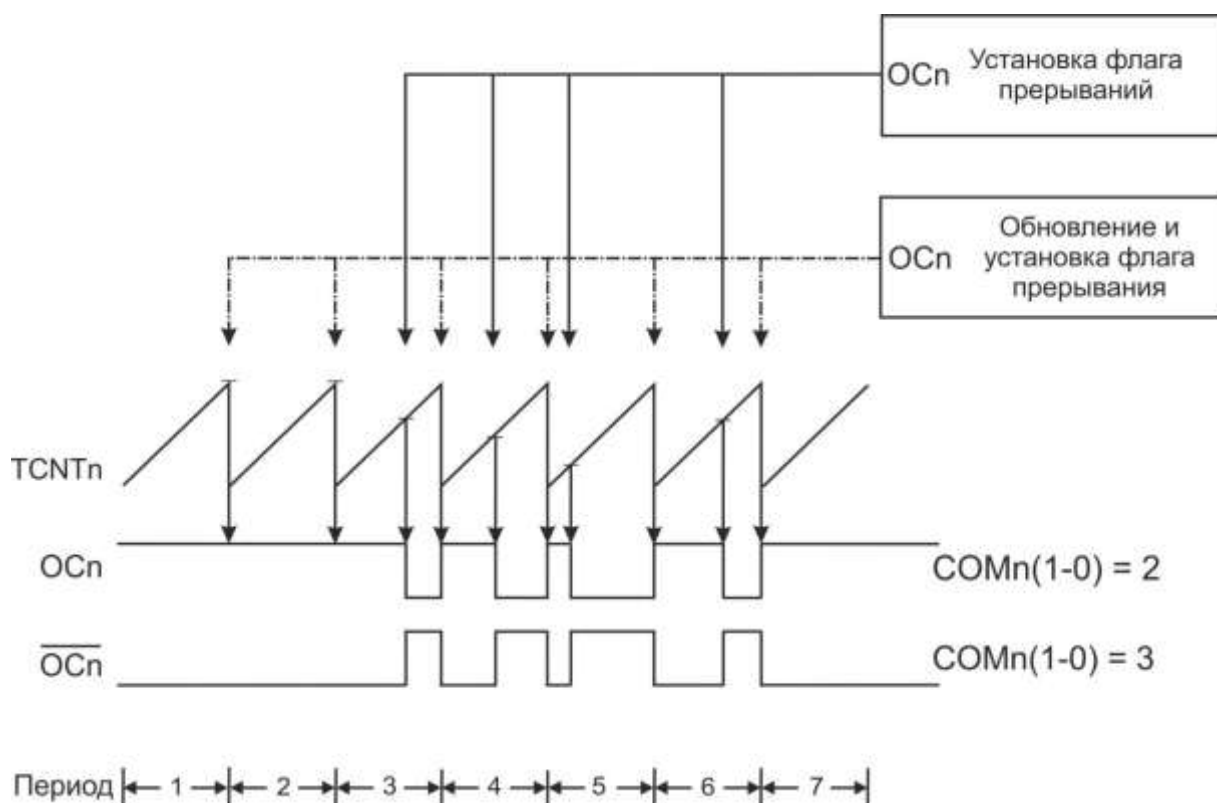 OCn
Установка флага
прерываний
OCn
Обновление и
установка флага
прерывания
TCNTn
OCn
COMn(1-0) = 2
OCn
COMn(1-0) = 3
Период
1
2
3
4
5
6
7